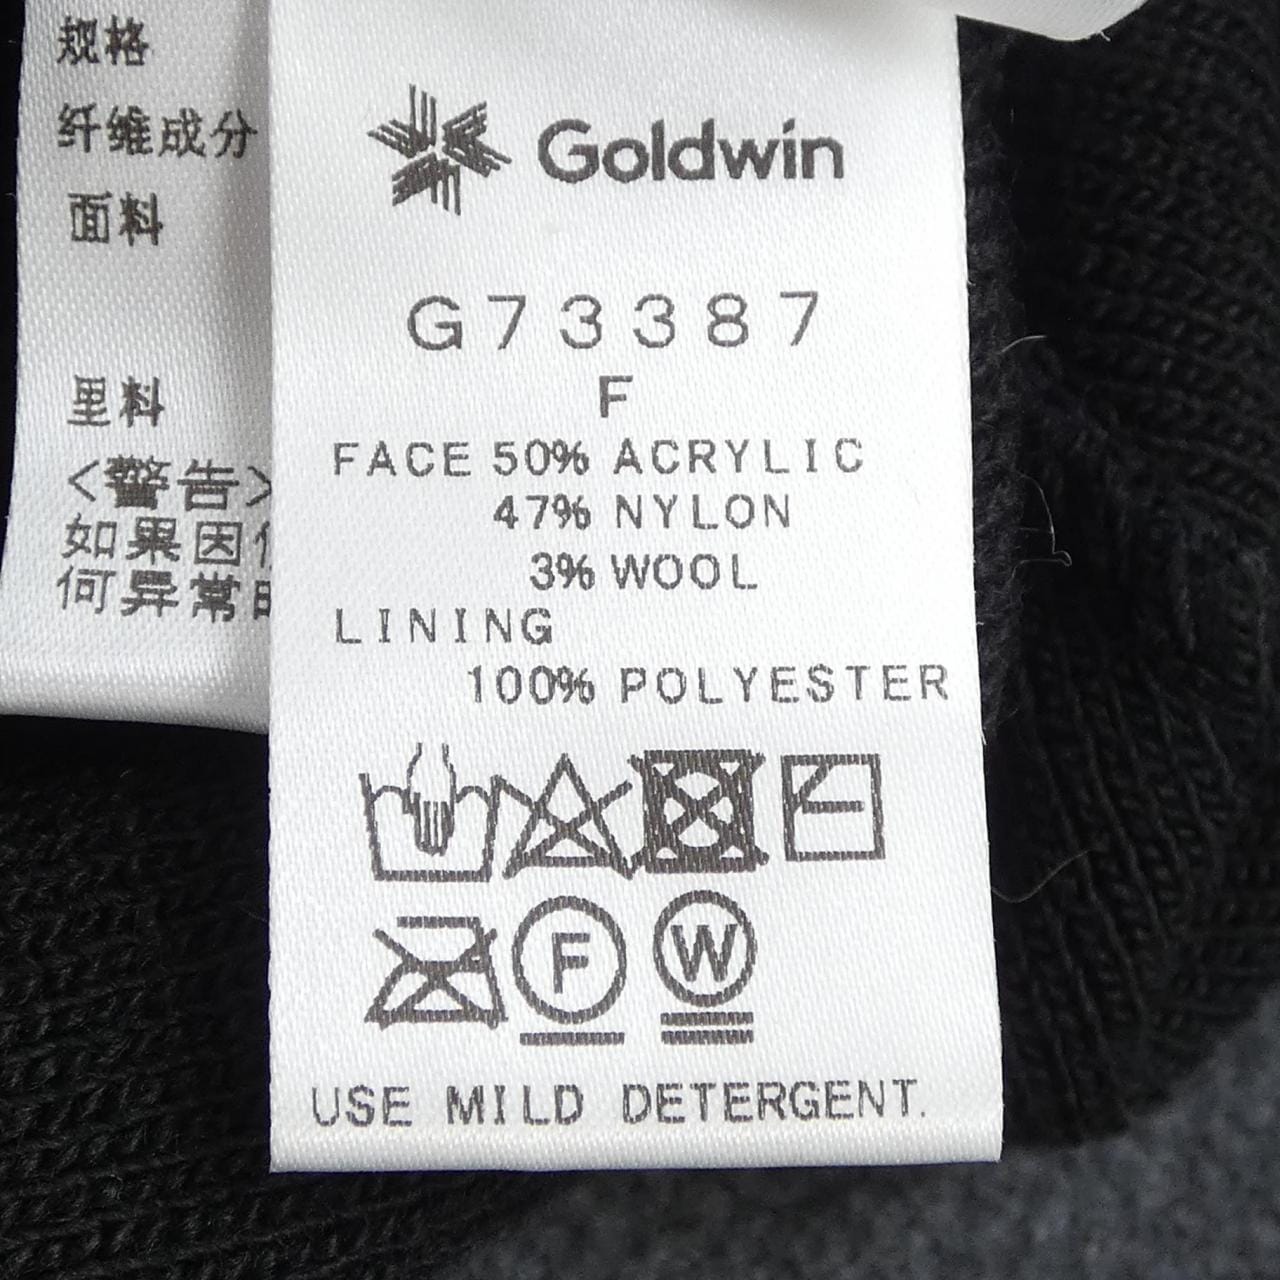 规格
纤维成分
面料
里料
<警告>
如果因
何异常
Goldwin
G73387
F
FACE 50% ACRYLIC
47% NYLON
3% WOOL
LINING
100% POLYESTER
F W
USE MILD DETERGENT.